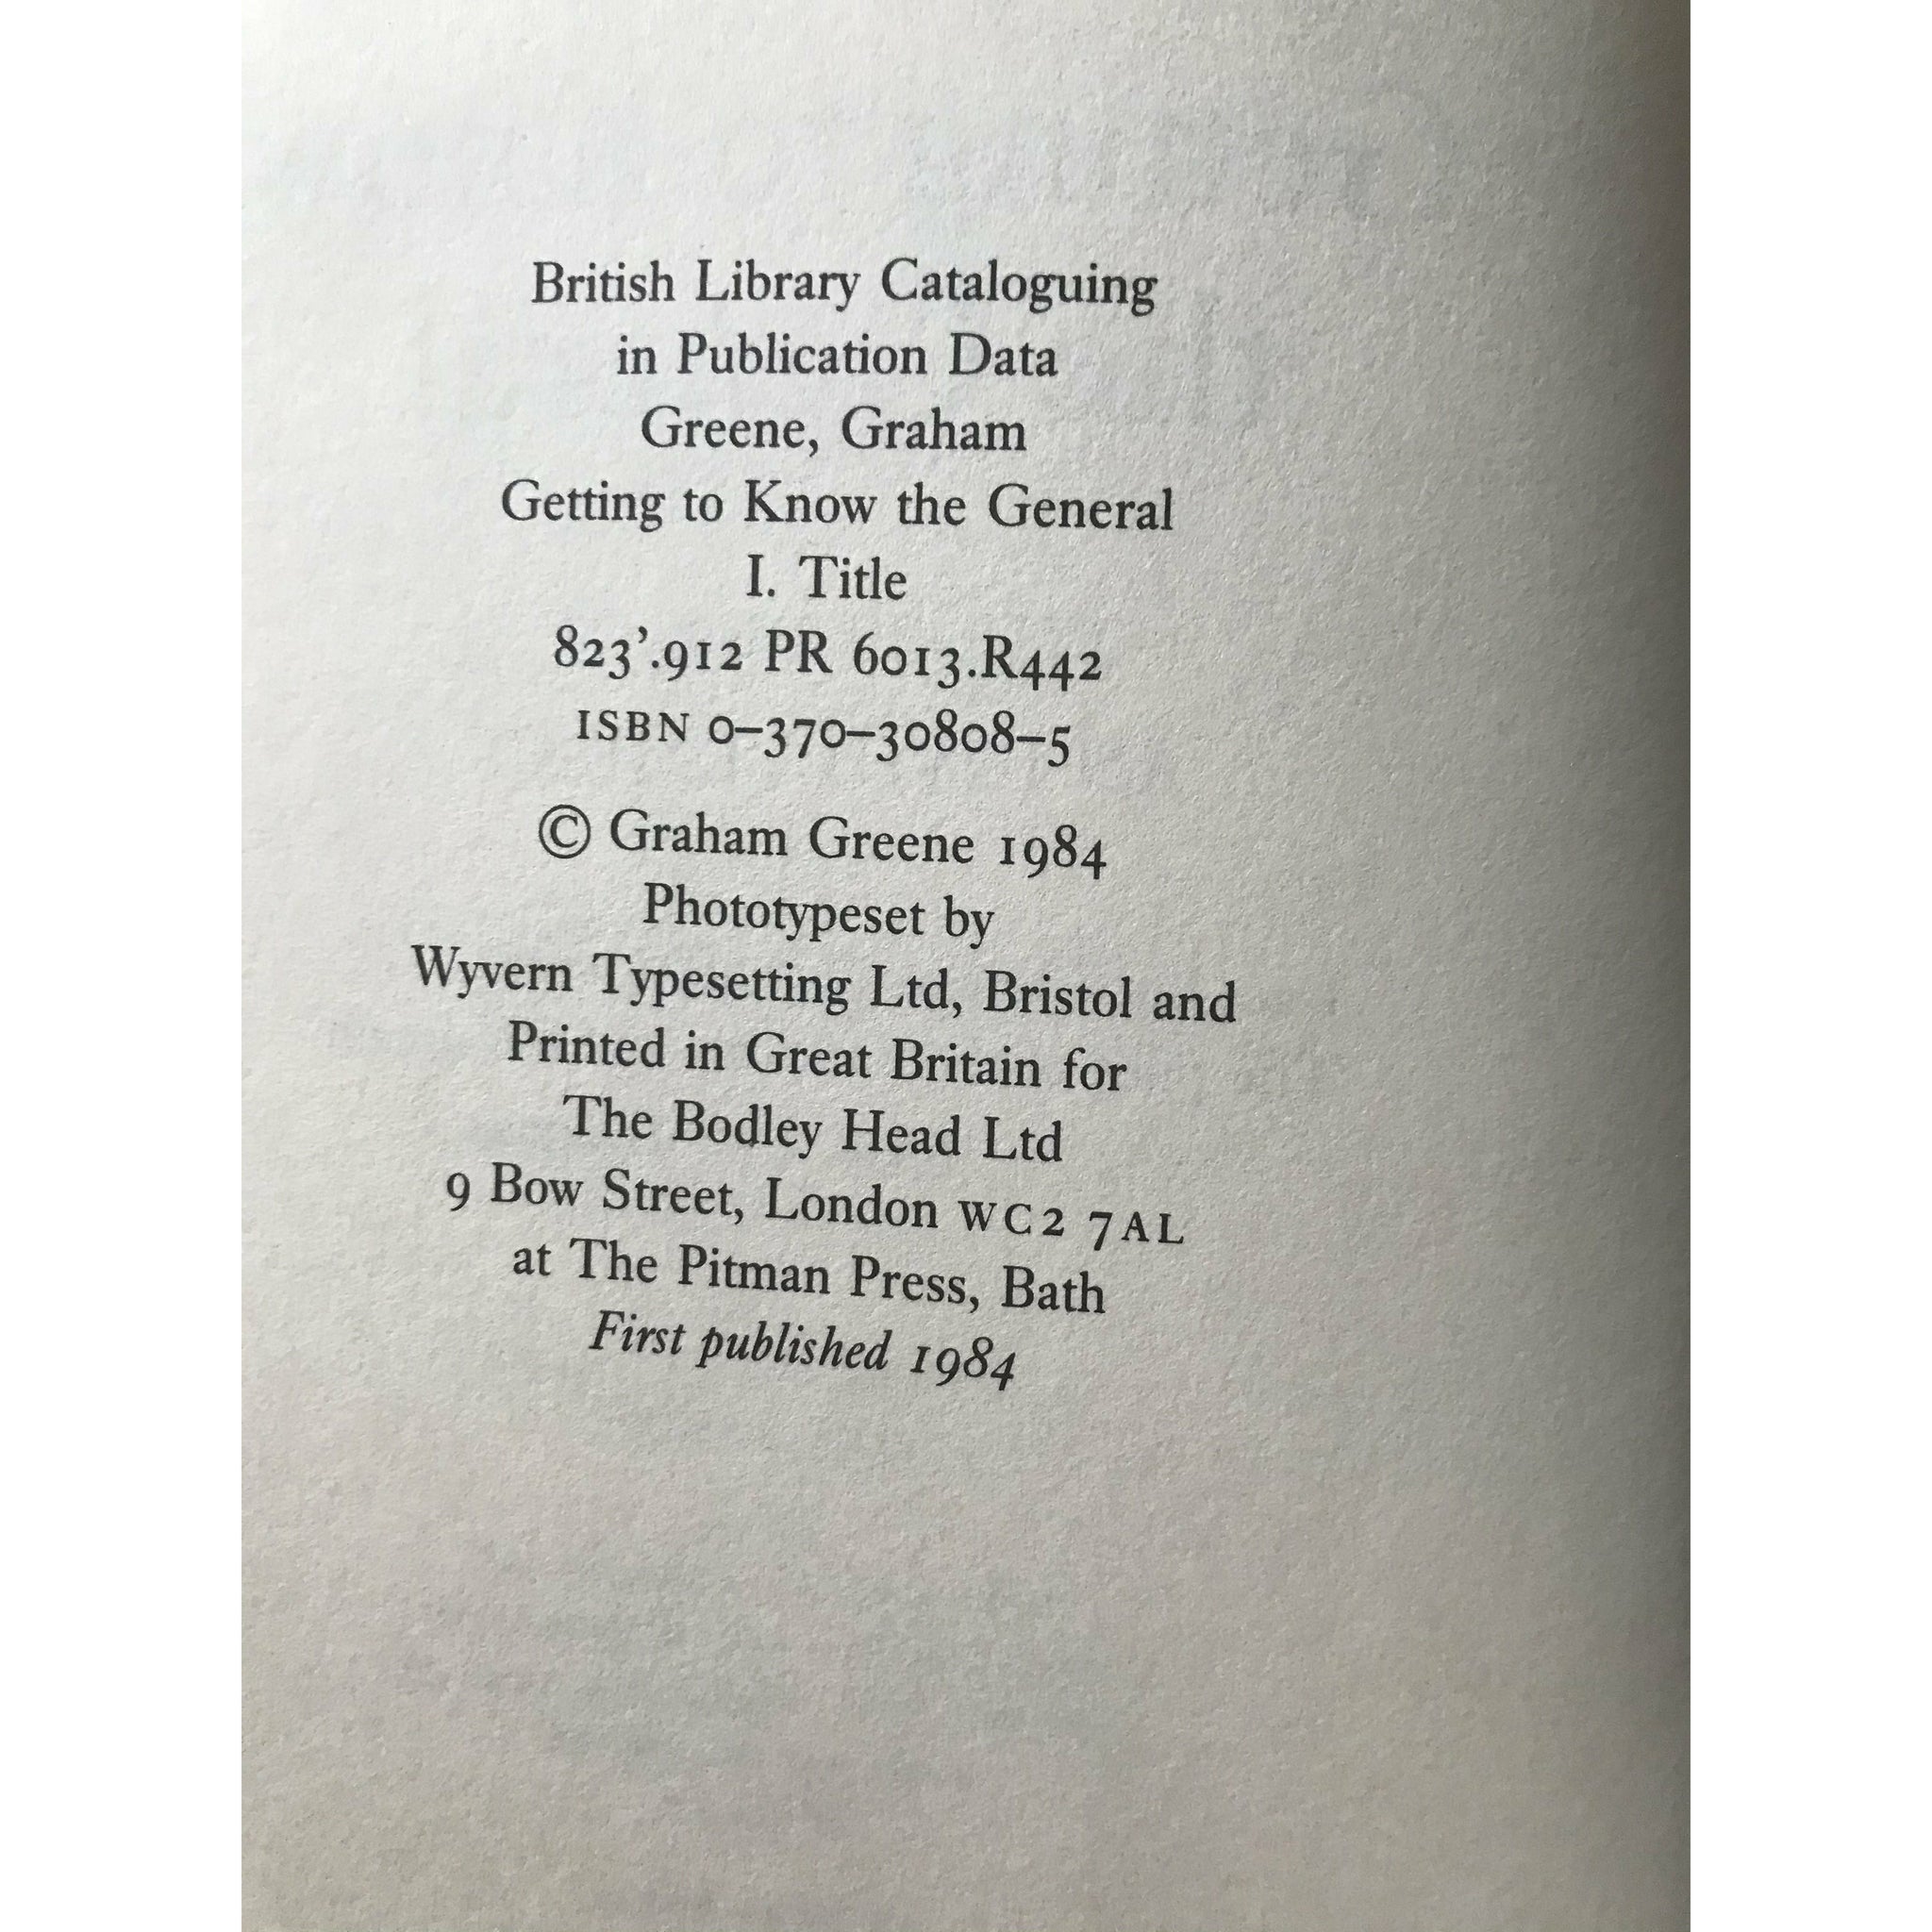 British Library Cataloguing
in Publication Data
Greene, Graham
Getting to Know the General
I. Title
823’.912 PR 6013.R442
ISBN 0–370–30808–5
© Graham Greene 1984
Phototypeset by
Wyvern Typesetting Ltd, Bristol and
Printed in Great Britain for
The Bodley Head Ltd
9 Bow Street, London WC2 7AL
at The Pitman Press, Bath
First published 1984